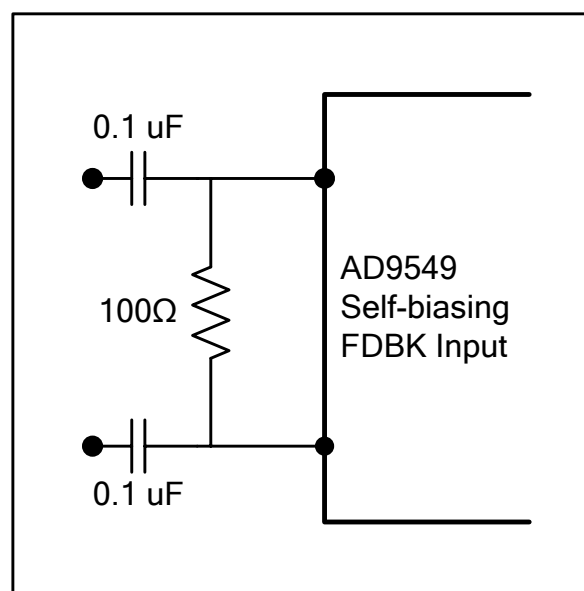 0.1 uF
100Ω
AD9549
Self-biasing
FDBK Input
0.1 uF